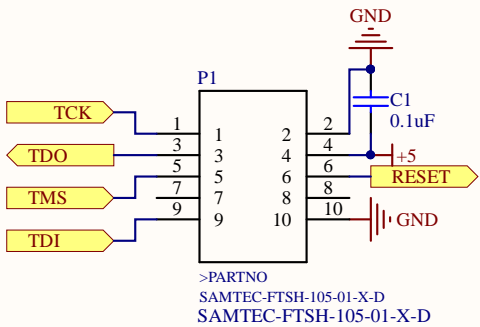 GND
P1
C1
0.1uF
TCK
1 1 2 2
TDO
3 3 4 4
+5
5 5 6 6
RESET
TMS
7 7 8 8
9 9 10 10
GND
TDI
>PARTNO
SAMTEC-FTSH-105-01-X-D
SAMTEC-FTSH-105-01-X-D